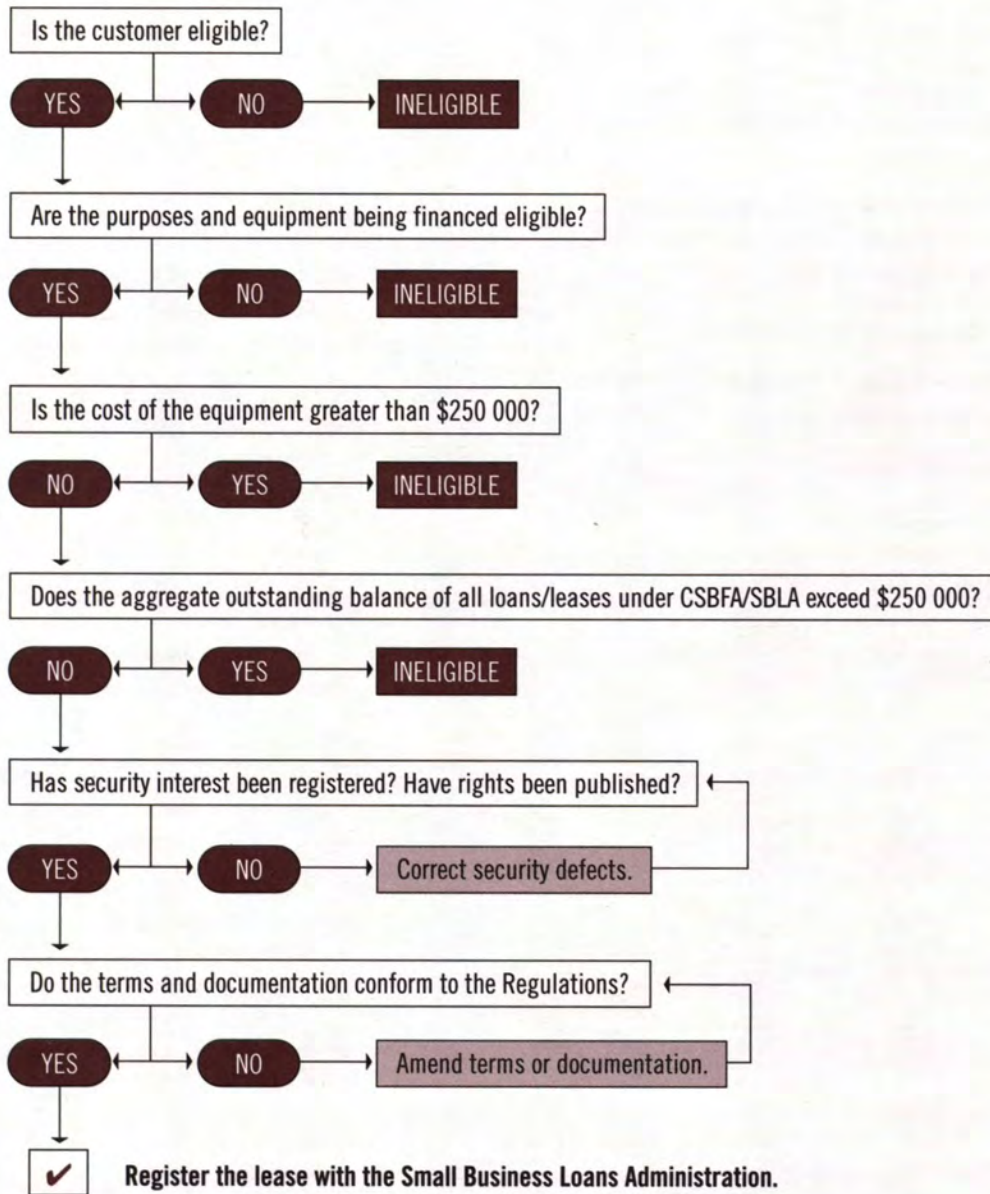 Is the customer eligible?
YES NO INELIGIBLE
Are the purposes and equipment being financed eligible?
YES NO INELIGIBLE
Is the cost of the equipment greater than $250 000?
NO YES INELIGIBLE
Does the aggregate outstanding balance of all loans/leases under CSBFA/SBLA exceed $250 000?
NO YES INELIGIBLE
Has security interest been registered? Have rights been published?
YES NO Correct security defects.
Do the terms and documentation conform to the Regulations?
YES NO Amend terms or documentation.
✔ Register the lease with the Small Business Loans Administration.